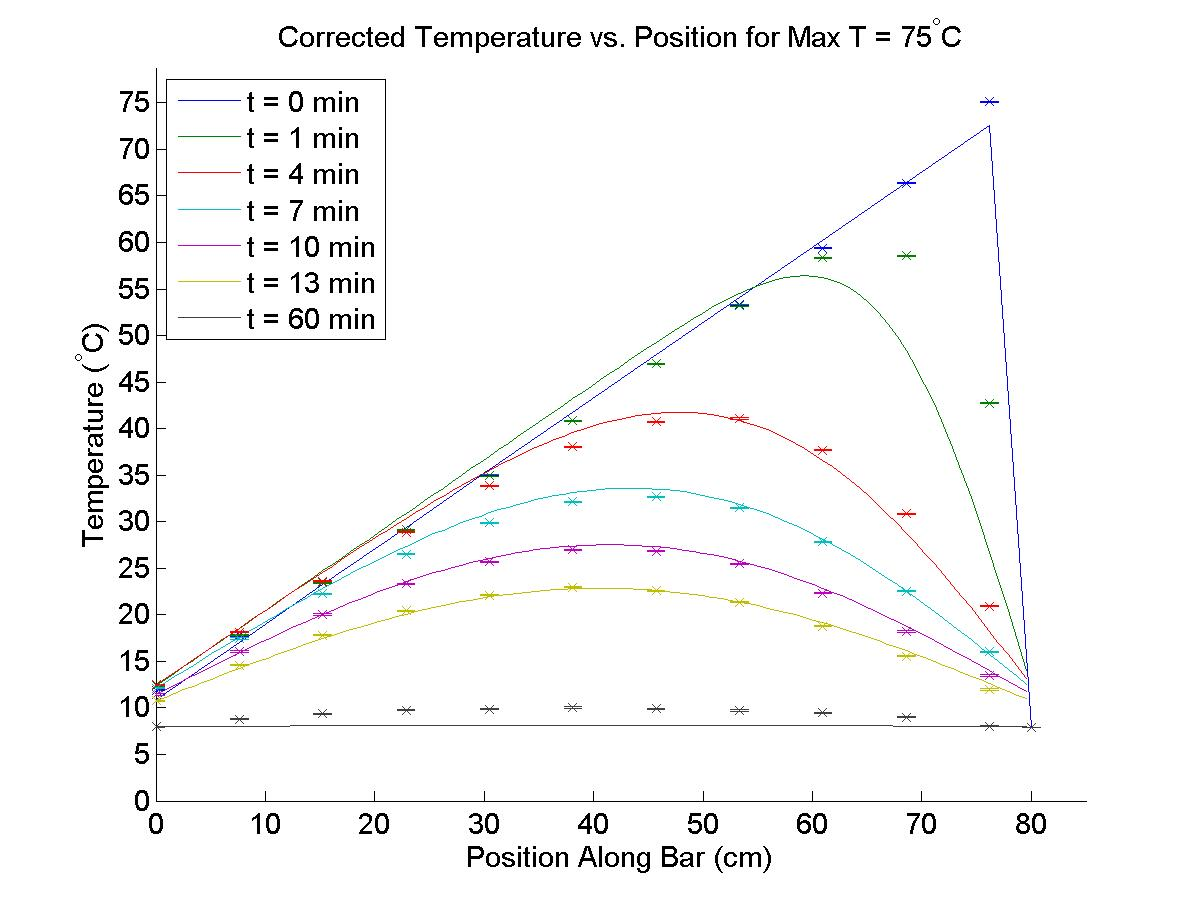 Corrected Temperature vs. Position for Max T = 75°C
t = 0 min
t = 1 min
t = 4 min
t = 7 min
t = 10 min
t = 13 min
t = 60 min
75
70
65
60
55
50
45
40
35
30
25
20
15
10
5
0
Temperature (°C)
0 10 20 30 40 50 60 70 80
Position Along Bar (cm)